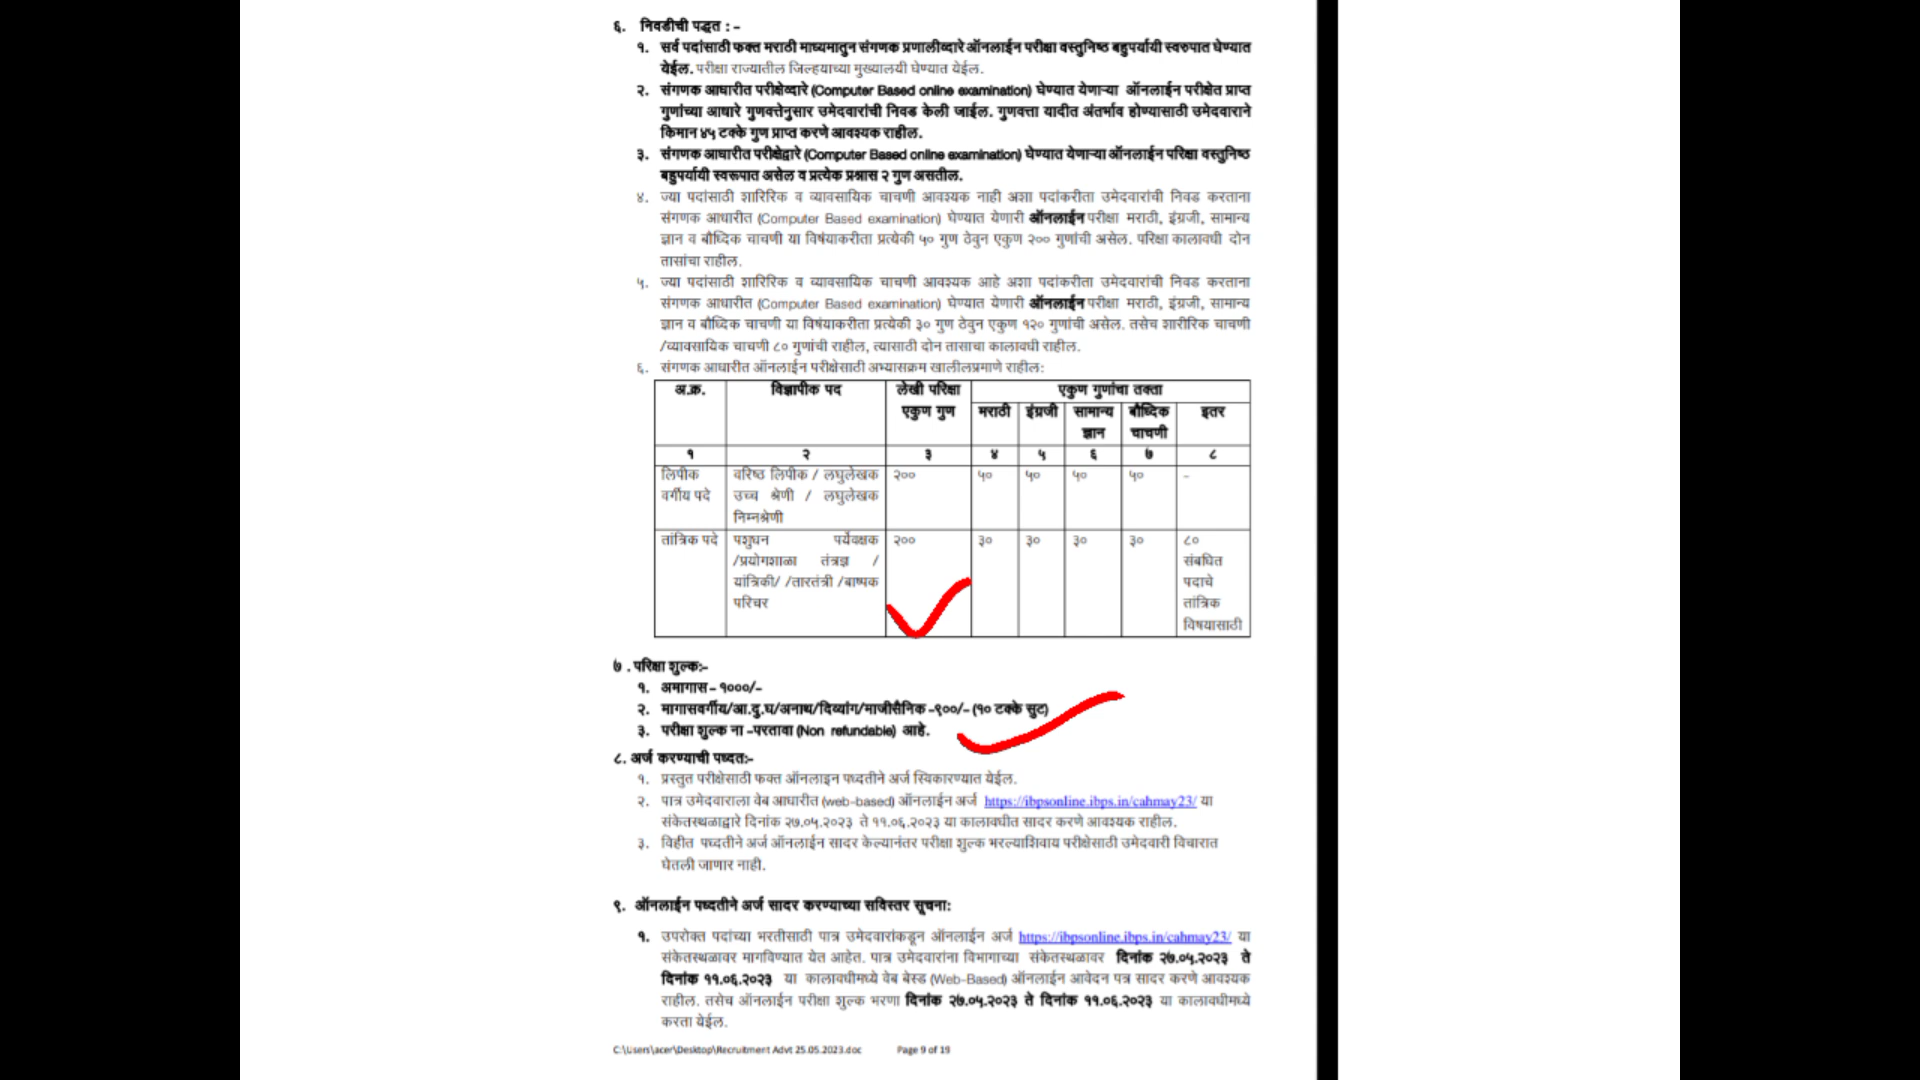 ६. निवडीची पद्धत : –
१. सर्व पदांसाठी फक्त मराठी माध्यमातुन संगणक प्रणालीव्दारे ऑनलाईन परीक्षा वस्तुनिष्ठ बहुपर्यायी स्वरुपात घेण्यात
येईल. परीक्षा राज्यातील जिल्हयाच्या मुख्यालयी घेण्यात येईल.
२. संगणक आधारीत परीक्षेव्दारे (Computer Based online examination) घेण्यात येणाऱ्या ऑनलाईन परीक्षेत प्राप्त
गुणांच्या आधारे गुणवत्तेनुसार उमेदवारांची निवड केली जाईल. गुणवत्ता यादीत अंतर्भाव होण्यासाठी उमेदवाराने
किमान ४५ टक्के गुण प्राप्त करणे आवश्यक राहील.
३. संगणक आधारीत परीक्षेद्वारे (Computer Based online examination) घेण्यात येणाऱ्या ऑनलाईन परिक्षा वस्तुनिष्ठ
बहुपर्यायी स्वरूपात असेल व प्रत्येक प्रश्नास २ गुण असतील.
४. ज्या पदांसाठी शारिरिक व व्यावसायिक चाचणी आवश्यक नाही अशा पदांकरीता उमेदवारांची निवड करताना
संगणक आधारीत (Computer Based examination) घेण्यात येणारी ऑनलाईन परीक्षा मराठी, इंग्रजी, सामान्य
ज्ञान व बौध्दिक चाचणी या विषंयाकरीता प्रत्येकी ५० गुण ठेवुन एकुण २०० गुणांची असेल. परिक्षा कालावधी दोन
तासांचा राहील.
५. ज्या पदांसाठी शारिरिक व व्यावसायिक चाचणी आवश्यक आहे अशा पदांकरीता उमेदवारांची निवड करताना
संगणक आधारीत (Computer Based examination) घेण्यात येणारी ऑनलाईन परीक्षा मराठी, इंग्रजी, सामान्य
ज्ञान व बौध्दिक चाचणी या विषंयाकरीता प्रत्येकी ३० गुण ठेवुन एकुण १२० गुणांची असेल. तसेच शारीरिक चाचणी
/व्यावसायिक चाचणी ८० गुणांची राहील, त्यासाठी दोन तासाचा कालावधी राहील.
६. संगणक आधारीत ऑनलाईन परीक्षेसाठी अभ्यासक्रम खालीलप्रमाणे राहील:
अ.क्र. विज्ञापीक पद लेखी परिक्षा एकुण गुणांचा तक्ता
एकुण गुण मराठी इंग्रजी सामान्य बौध्दिक इतर
ज्ञान चाचणी
१ २ ३ ४ ५ ६ ७ ८
लिपीक वरिष्ठ लिपीक / लघुलेखक २०० ५० ५० ५० ५० -
वर्गीय पदे उच्च श्रेणी / लघुलेखक
निम्नश्रेणी
तांत्रिक पदे पशुधन पर्यवेक्षक २०० ३० ३० ३० ३० ८०
/प्रयोगशाळा तंत्रज्ञ / संबधित
यांत्रिकी/ /तारतंत्री /बाष्पक पदाचे
परिचर तांत्रिक
विषयासाठी
७ . परिक्षा शुल्क:-
१. अमागास – १०००/–
२. मागासवर्गीय/आ.दु.घ/अनाथ/दिव्यांग/माजीसैनिक –९००/– (१० टक्के सुट)
३. परीक्षा शुल्क ना –परतावा (Non refundable) आहे.
८. अर्ज करण्याची पध्दत:-
१. प्रस्तुत परीक्षेसाठी फक्त ऑनलाइन पध्दतीने अर्ज स्विकारण्यात येईल.
२. पात्र उमेदवाराला वेब आधारीत (web-based) ऑनलाईन अर्ज https://ibpsonline.ibps.in/cahmay23/ या
संकेतस्थळाद्वारे दिनांक २७.०५.२०२३ ते ११.०६.२०२३ या कालावधीत सादर करणे आवश्यक राहील.
३. विहीत पध्दतीने अर्ज ऑनलाईन सादर केल्यानंतर परीक्षा शुल्क भरल्याशिवाय परीक्षेसाठी उमेदवारी विचारात
घेतली जाणार नाही.
९. ऑनलाईन पध्दतीने अर्ज सादर करण्याच्या सविस्तर सूचना:
१. उपरोक्त पदांच्या भरतीसाठी पात्र उमेदवारांकडून ऑनलाईन अर्ज https://ibpsonline.ibps.in/cahmay23/ या
संकेतस्थळावर मागविण्यात येत आहेत. पात्र उमेदवारांना विभागाच्या संकेतस्थळावर दिनांक २७.०५.२०२३ ते
दिनांक ११.०६.२०२३ या कालावधीमध्ये वेब बेस्ड (Web-Based) ऑनलाईन आवेदन पत्र सादर करणे आवश्यक
राहील. तसेच ऑनलाईन परीक्षा शुल्क भरणा दिनांक २७.०५.२०२३ ते दिनांक ११.०६.२०२३ या कालावधीमध्ये
करता येईल.
C:\Users\acer\Desktop\Recruitment Advt 25.05.2023.doc Page 9 of 19